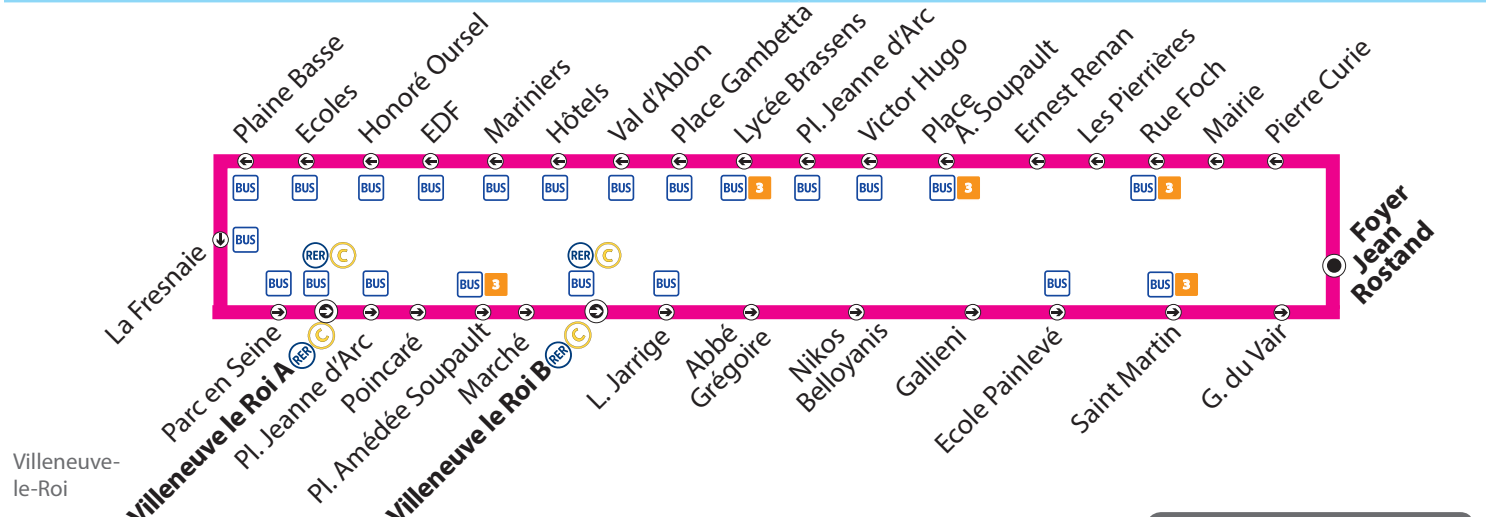 Plaine Basse
Ecoles
Honoré Oursel
EDF
Mariniers
Hôtels
Val d'Ablon
Place Gambetta
Lycée Brassens
Pl. Jeanne d'Arc
Victor Hugo
Place
A. Soupault
Ernest Renan
Les Pierrières
Rue Foch
Mairie
Pierre Curie
BUS
BUS
BUS
BUS
BUS
BUS
BUS
BUS
BUS 3
BUS
BUS
BUS 3
BUS 3
BUS
La Fresnaie
Foyer
Jean
Rostand
RER C
RER C
BUS
BUS
BUS
BUS 3
BUS
BUS
BUS
BUS 3
Parc en Seine
Villeneuve le Roi A RER C
Pl. Jeanne d'Arc
Poincaré
Pl. Amédée Soupault
Marché
Villeneuve le Roi B RER C
L. Jarrige
Abbé
Grégoire
Nikos
Belloyanis
Gallieni
Ecole Painlevé
Saint Martin
G. du Vair
Villeneuve-
le-Roi